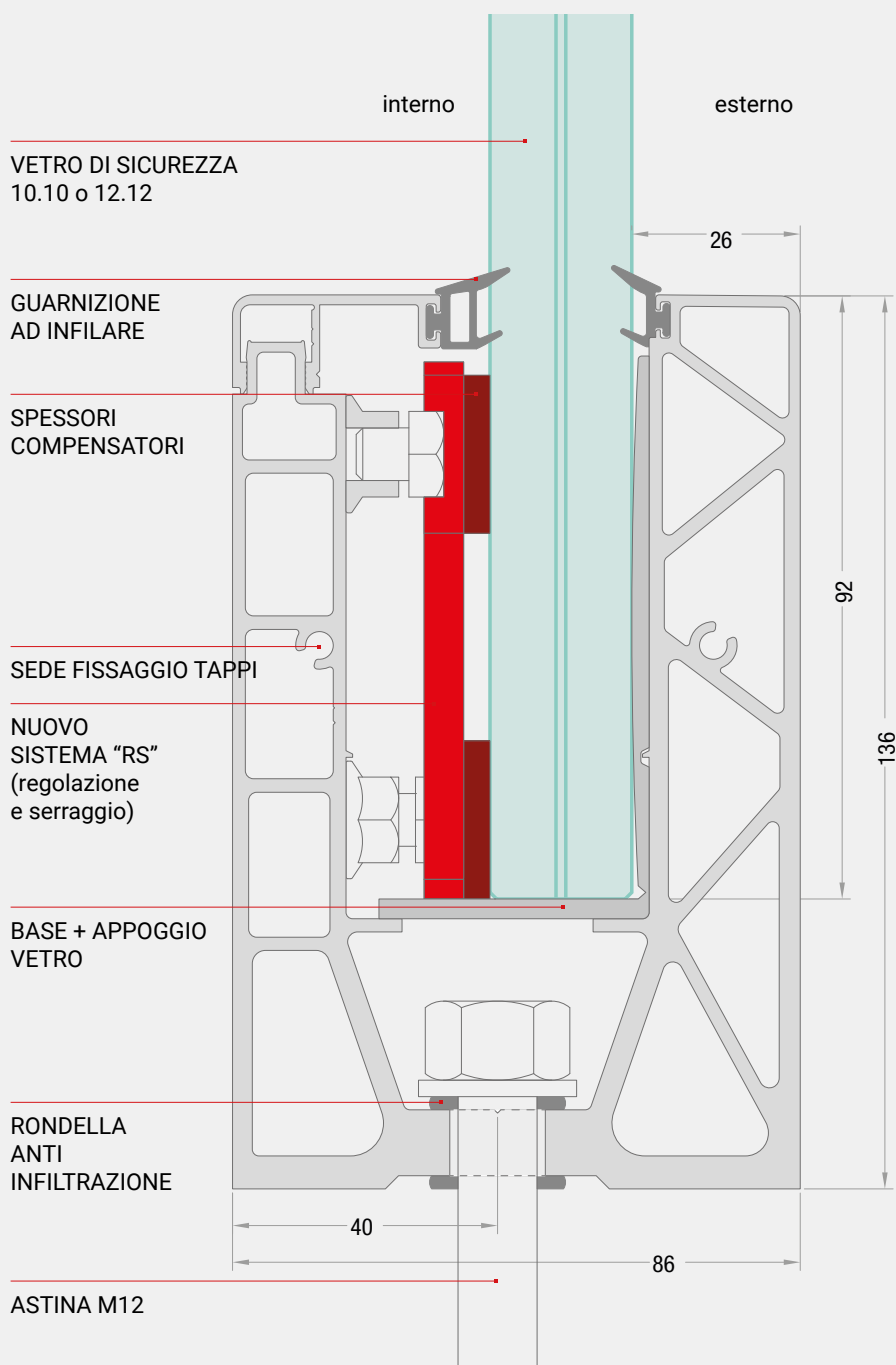 interno
esterno
VETRO DI SICUREZZA
10.10 o 12.12
26
GUARNIZIONE
AD INFILARE
SPESSORI
COMPENSATORI
92
SEDE FISSAGGIO TAPPI
136
NUOVO
SISTEMA “RS”
(regolazione
e serraggio)
BASE + APPOGGIO
VETRO
RONDELLA
ANTI
INFILTRAZIONE
40
86
ASTINA M12